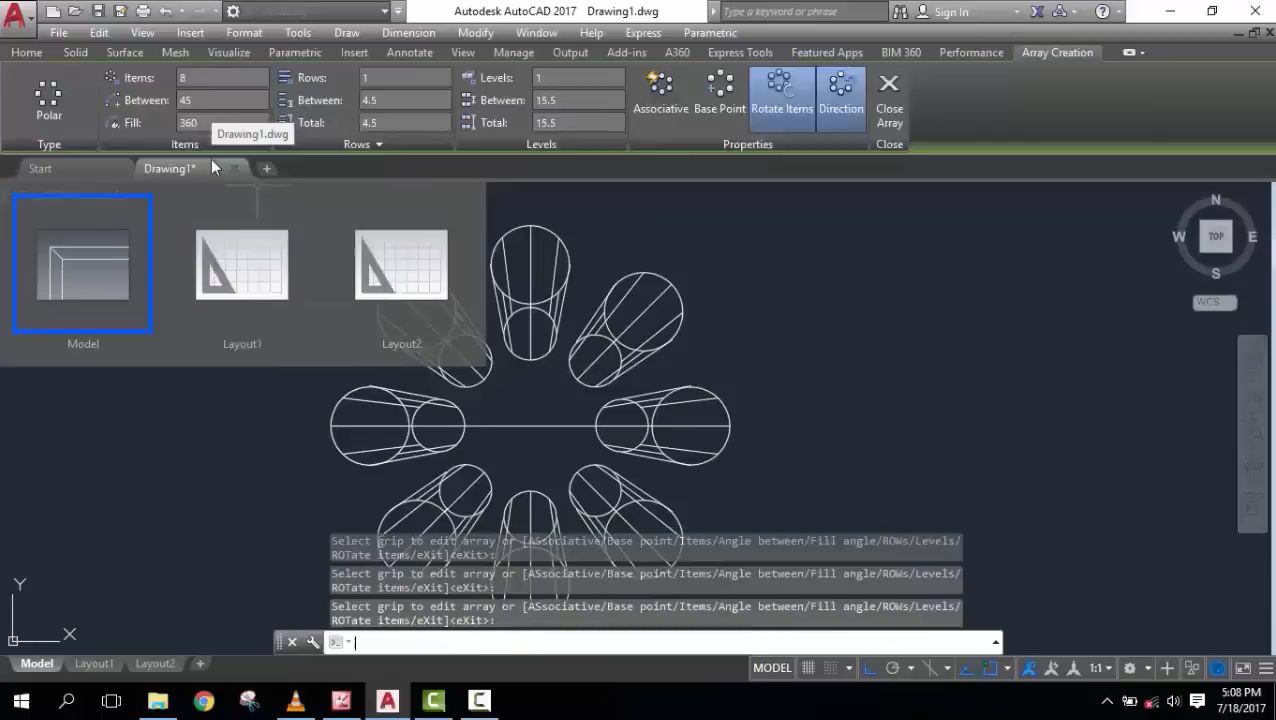 Autodesk AutoCAD 2017 Drawing1.dwg
Type a keyword or phrase
Sign In
File Edit View Insert Format Tools Draw Dimension Modify Window Help Express Parametric
Home Solid Surface Mesh Visualize Parametric Insert Annotate View Manage Output Add-ins A360 Express Tools Featured Apps BIM 360 Performance Array Creation
Items: 8 Rows: 1 Levels: 1
Between: 45 Between: 4.5 Between: 15.5
Fill: 360 Total: 4.5 Total: 15.5
Polar
Associative Base Point Rotate Items Direction Close
Array
Drawing1.dwg
Type Items Rows Levels Properties Close
Start Drawing1*
Model Layout1 Layout2
N
W TOP E
S
WCS
Select grip to edit array or [ASsociative/Base point/Items/Angle between/Fill angle/ROWs/Levels/
ROTate items/eXit]<eXit>:
Select grip to edit array or [ASsociative/Base point/Items/Angle between/Fill angle/ROWs/Levels/
ROTate items/eXit]<eXit>:
Select grip to edit array or [ASsociative/Base point/Items/Angle between/Fill angle/ROWs/Levels/
ROTate items/eXit]<eXit>:
Y
X
Model Layout1 Layout2 +
MODEL 1:1
5:08 PM
7/18/2017